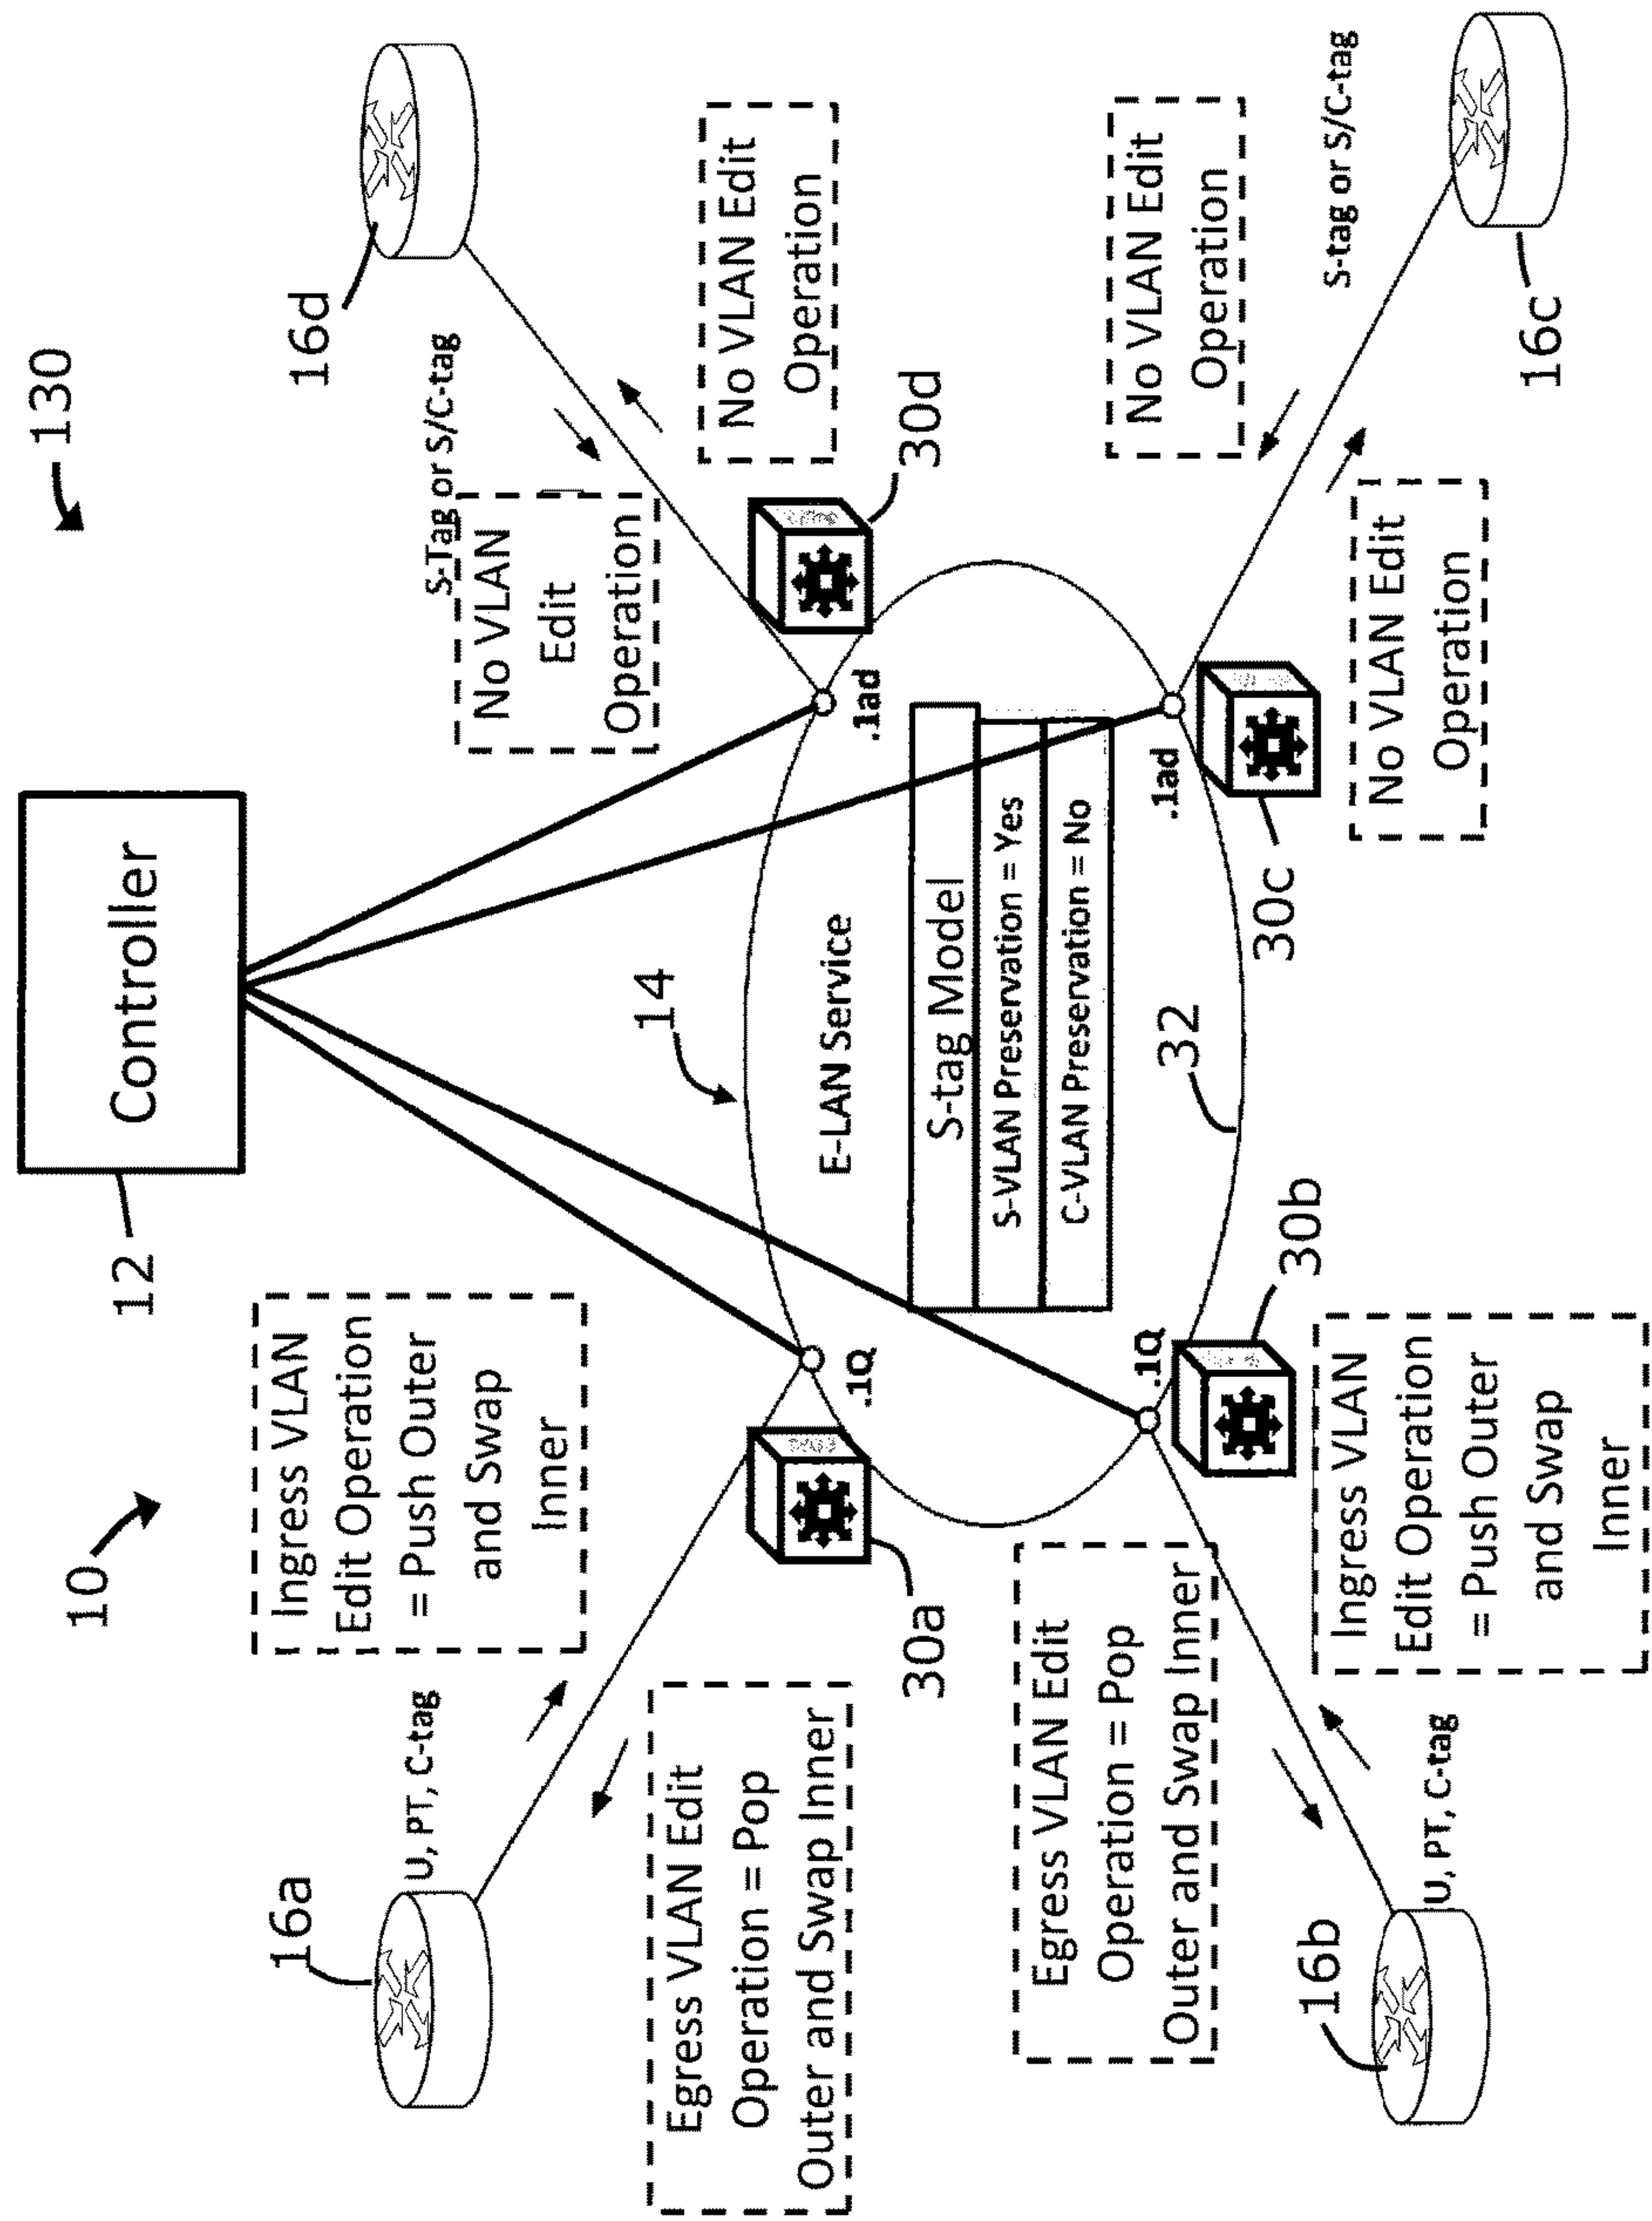 130
10
12
Controller
16a
U, PT, C-tag
Ingress VLAN
Edit Operation
= Push Outer
and Swap
Inner
14
S-Tag or S/C-tag
16d
No VLAN
Edit
Operation
No VLAN Edit
Operation
Egress VLAN Edit
Operation = Pop
Outer and Swap Inner
30a
.1Q
E-LAN Service
.1ad
30d
S-tag Model
S-VLAN Preservation = Yes
C-VLAN Preservation = No
Egress VLAN Edit
Operation = Pop
Outer and Swap Inner
.1Q
30b
32
.1ad
30c
No VLAN Edit
Operation
S-tag or S/C-tag
16b
U, PT, C-tag
Ingress VLAN
Edit Operation
= Push Outer
and Swap
Inner
No VLAN Edit
Operation
16c